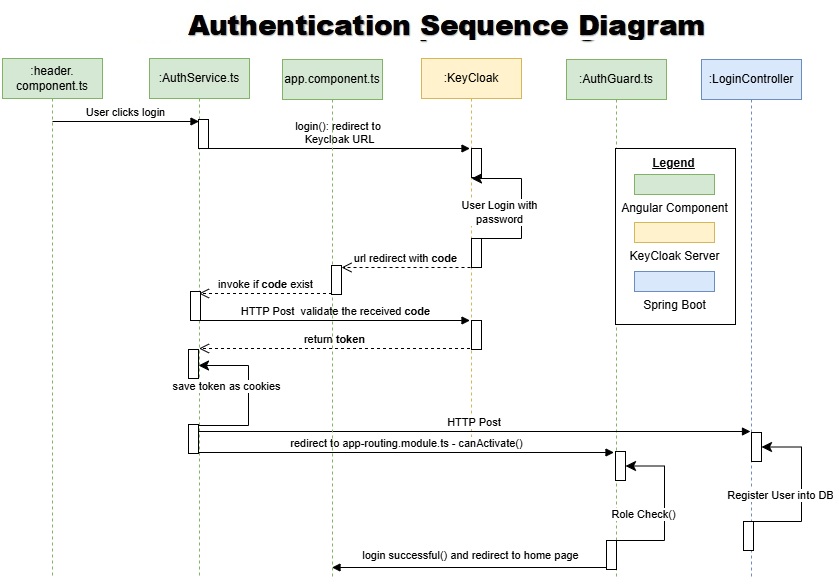 Authentication Sequence Diagram
:header.
component.ts
:AuthService.ts
app.component.ts
:KeyCloak
:AuthGuard.ts
:LoginController
User clicks login
login(): redirect to
Keycloak URL
Legend
Angular Component
KeyCloak Server
Spring Boot
User Login with
password
url redirect with code
invoke if code exist
HTTP Post validate the received code
return token
save token as cookies
HTTP Post
redirect to app-routing.module.ts - canActivate()
Register User into DB
Role Check()
login successful() and redirect to home page